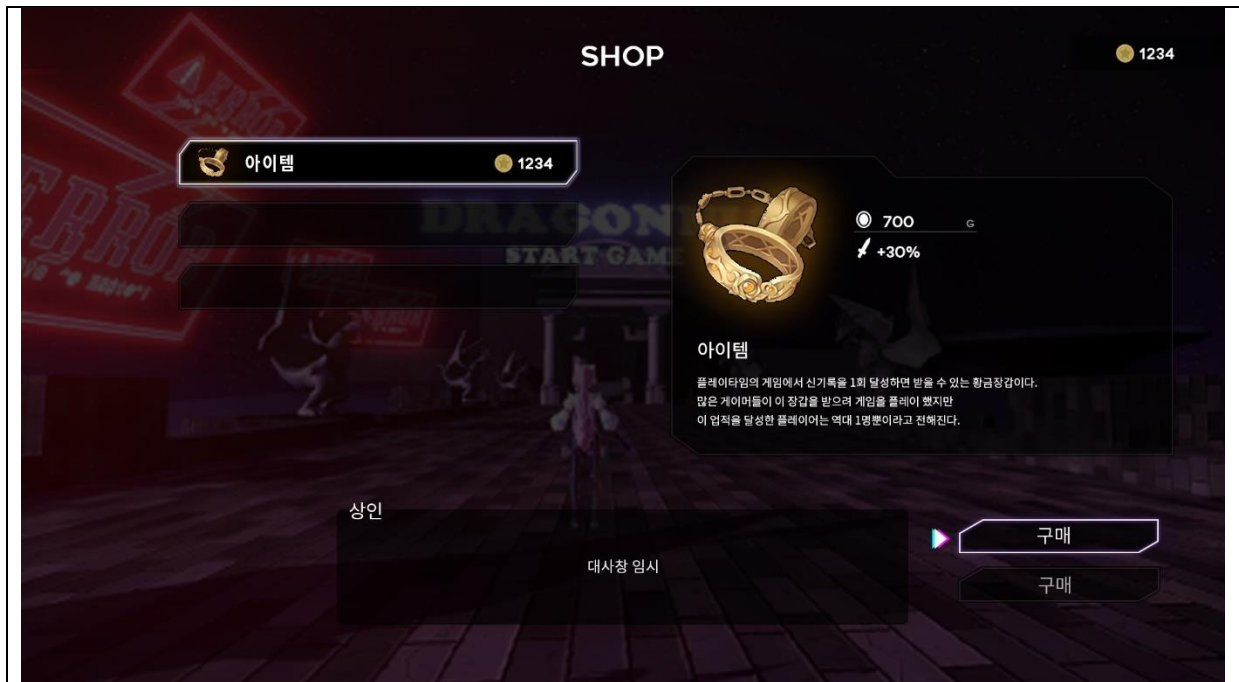 SHOP
1234
아이템 1234
DRAGON
START GAME
ERROR
700 G
+30%
아이템
플레이타임의 게임에서 신기록을 1회 달성하면 받을 수 있는 황금장갑이다.
많은 게이머들이 이 장갑을 받으려 게임을 플레이 했지만
이 업적을 달성한 플레이어는 역대 1명뿐이라고 전해진다.
상인
대사창 임시
구매
구매